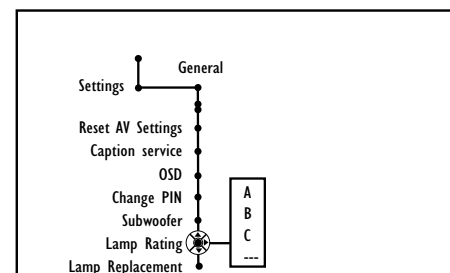 General
Settings
Reset AV Settings
Caption service
OSD
Change PIN
Subwoofer
Lamp Rating
Lamp Replacement
A
B
C
---